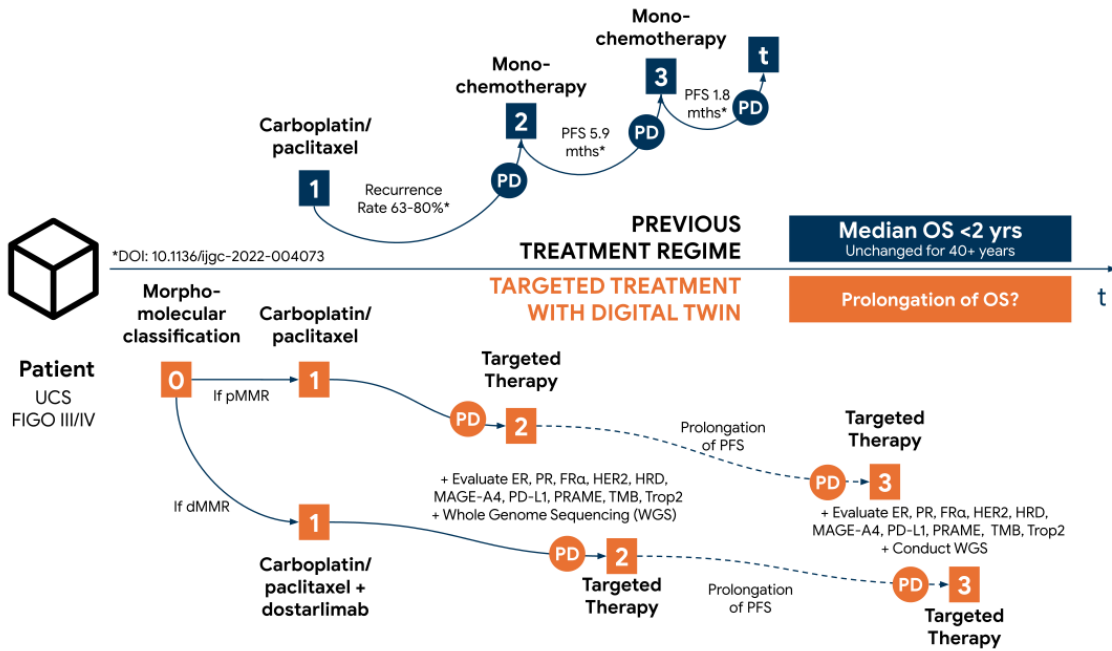 Mono-
chemotherapy
t
3
PFS 1.8
mths*
PD
Mono-
chemotherapy
2
PFS 5.9
mths*
PD
Carboplatin/
paclitaxel
1
Recurrence
Rate 63-80%*
PD
PREVIOUS
TREATMENT REGIME
Median OS <2 yrs
Unchanged for 40+ years
*DOI: 10.1136/ijgc-2022-004073
t
TARGETED TREATMENT
WITH DIGITAL TWIN
Prolongation of OS?
Patient
UCS
FIGO III/IV
Morpho-
molecular
classification
0
If pMMR
Carboplatin/
paclitaxel
1
PD
Targeted
Therapy
2
Prolongation
of PFS
PD
Targeted
Therapy
3
+ Evaluate ER, PR, FRα, HER2, HRD,
MAGE-A4, PD-L1, PRAME, TMB, Trop2
+ Whole Genome Sequencing (WGS)
+ Evaluate ER, PR, FRα, HER2, HRD,
MAGE-A4, PD-L1, PRAME, TMB, Trop2
+ Conduct WGS
If dMMR
1
Carboplatin/
paclitaxel +
dostarlimab
PD
2
Targeted
Therapy
Prolongation
of PFS
PD
3
Targeted
Therapy